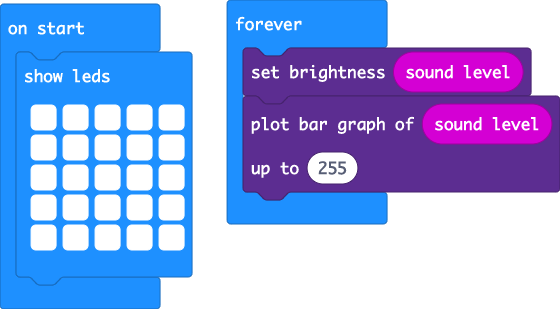 on start
show leds
forever
set brightness sound level
plot bar graph of sound level
up to 255